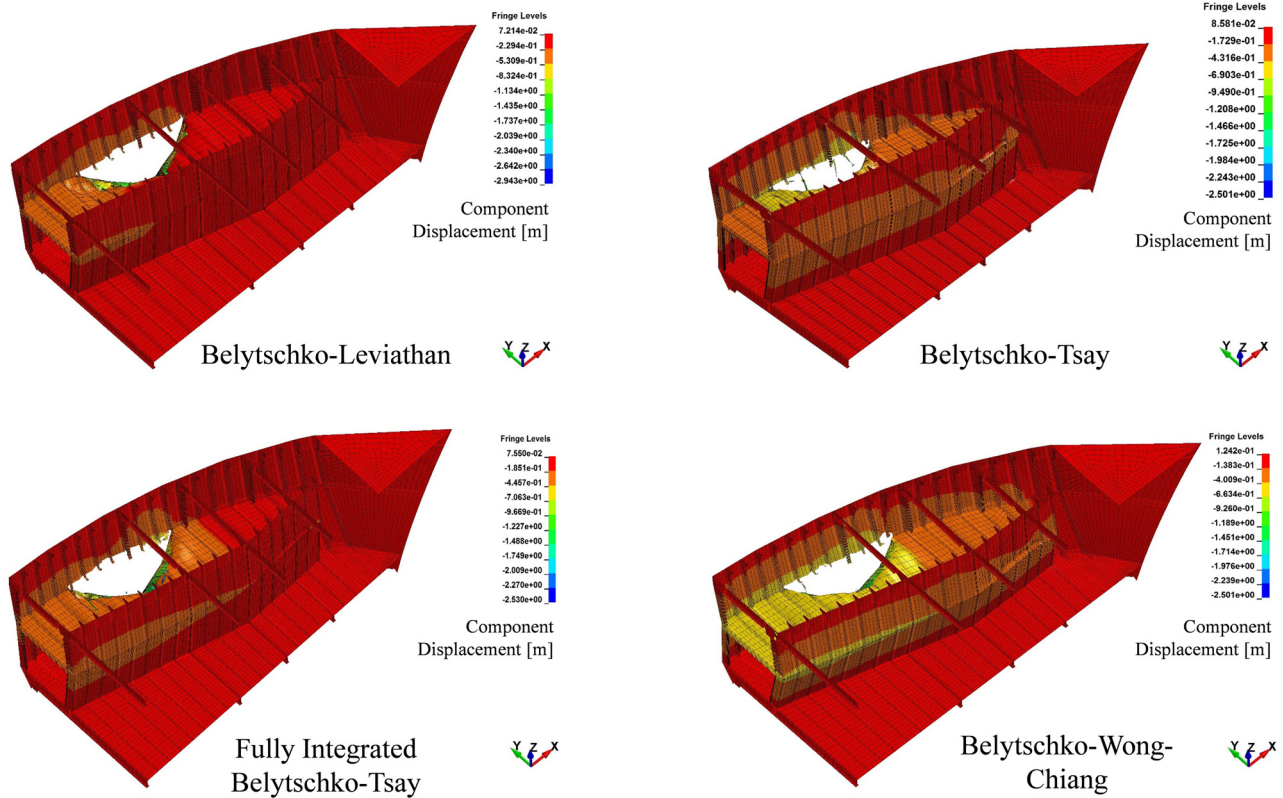 Fringe Levels
7.214e-02
-2.294e-01
-5.309e-01
-8.324e-01
-1.134e+00
-1.435e+00
-1.737e+00
-2.039e+00
-2.340e+00
-2.642e+00
-2.943e+00
Component
Displacement [m]
Belytschko-Leviathan
Y Z X
Fringe Levels
8.581e-02
-1.729e-01
-4.316e-01
-6.903e-01
-9.490e-01
-1.208e+00
-1.466e+00
-1.725e+00
-1.984e+00
-2.243e+00
-2.501e+00
Component
Displacement [m]
Belytschko-Tsay
Y Z X
Fringe Levels
7.550e-02
-1.851e-01
-4.457e-01
-7.063e-01
-9.669e-01
-1.227e+00
-1.488e+00
-1.749e+00
-2.009e+00
-2.270e+00
-2.530e+00
Component
Displacement [m]
Fully Integrated
Belytschko-Tsay
Y Z X
Fringe Levels
1.242e-01
-1.383e-01
-4.009e-01
-6.634e-01
-9.260e-01
-1.189e+00
-1.451e+00
-1.714e+00
-1.976e+00
-2.239e+00
-2.501e+00
Component
Displacement [m]
Belytschko-Wong-
Chiang
Y Z X